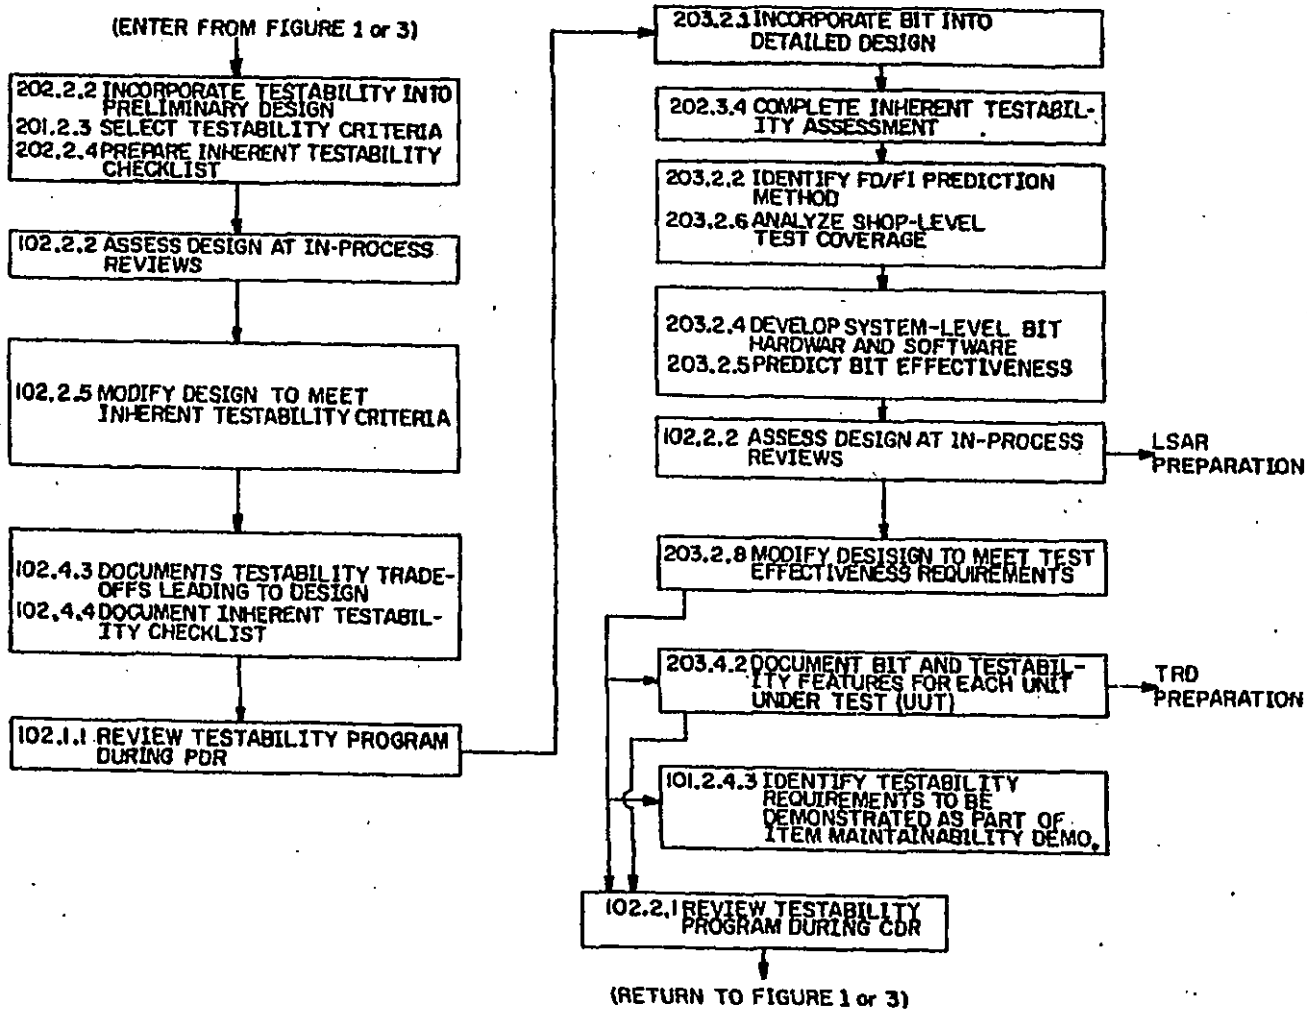 (ENTER FROM FIGURE 1 or 3)
202.2.2 INCORPORATE TESTABILITY INTO
PRELIMINARY DESIGN
201.2.3 SELECT TESTABILITY CRITERIA
202.2.4 PREPARE INHERENT TESTABILITY
CHECKLIST
102.2.2 ASSESS DESIGN AT IN-PROCESS
REVIEWS
102.2.5 MODIFY DESIGN TO MEET
INHERENT TESTABILITY CRITERIA
102.4.3 DOCUMENTS TESTABILITY TRADE-
OFFS LEADING TO DESIGN
102.4.4 DOCUMENT INHERENT TESTABIL-
ITY CHECKLIST
102.1.1 REVIEW TESTABILITY PROGRAM
DURING PDR
203.2.1 INCORPORATE BIT INTO
DETAILED DESIGN
202.3.4 COMPLETE INHERENT TESTABIL-
ITY ASSESSMENT
203.2.2 IDENTIFY FD/FI PREDICTION
METHOD
203.2.6 ANALYZE SHOP-LEVEL
TEST COVERAGE
203.2.4 DEVELOP SYSTEM-LEVEL BIT
HARDWAR AND SOFTWARE
203.2.5 PREDICT BIT EFFECTIVENESS
102.2.2 ASSESS DESIGN AT IN-PROCESS
REVIEWS
LSAR
PREPARATION
203.2.8 MODIFY DESISIGN TO MEET TEST
EFFECTIVENESS REQUIREMENTS
203.4.2 DOCUMENT BIT AND TESTABIL-
ITY FEATURES FOR EACH UNIT
UNDER TEST (UUT)
TRD
PREPARATION
101.2.4.3 IDENTIFY TESTABILITY
REQUIREMENTS TO BE
DEMONSTRATED AS PART OF
ITEM MAINTAINABILITY DEMO.
102.2.1 REVIEW TESTABILITY
PROGRAM DURING CDR
(RETURN TO FIGURE 1 or 3)